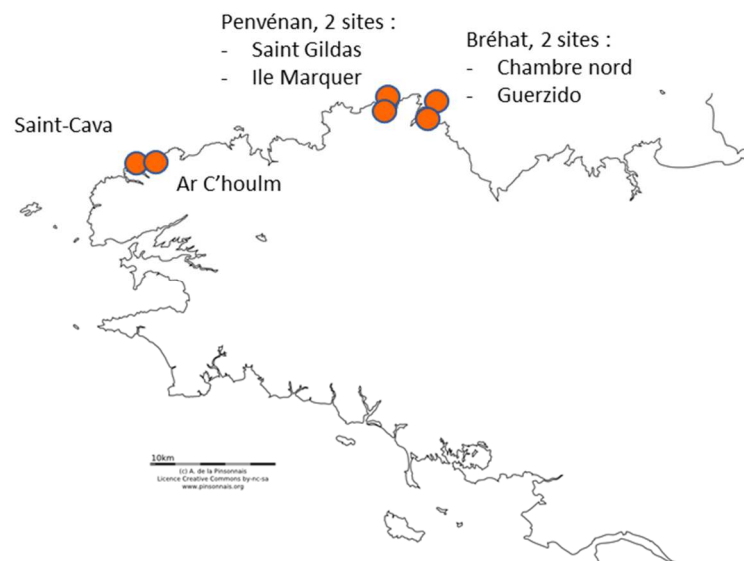 Penvénan, 2 sites :
- Saint Gildas
- Ile Marquer
Bréhat, 2 sites :
- Chambre nord
- Guerzido
Saint-Cava
Ar C'houlm
10km
(c) A. de la Pinsonnais
Licence Creative Commons by-nc-sa
www.pinsonnais.org